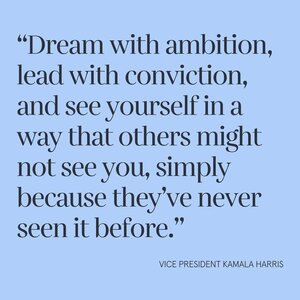 “Dream with ambition,
lead with conviction,
and see yourself in a
way that others might
not see you, simply
because they’ve never
seen it before.”
VICE PRESIDENT KAMALA HARRIS